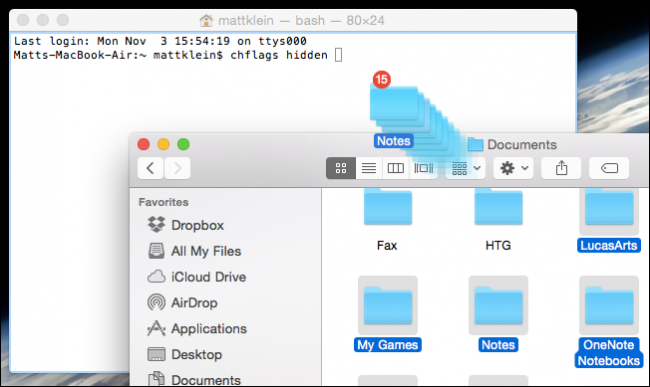 mattklein — bash — 80×24
Last login: Mon Nov  3 15:54:19 on ttys000
Matts-MacBook-Air:~ mattklein$ chflags hidden
15
Notes
Documents
Favorites
Dropbox
All My Files
iCloud Drive
AirDrop
Applications
Desktop
Documents
Fax
HTG
LucasArts
My Games
Notes
OneNote
Notebooks